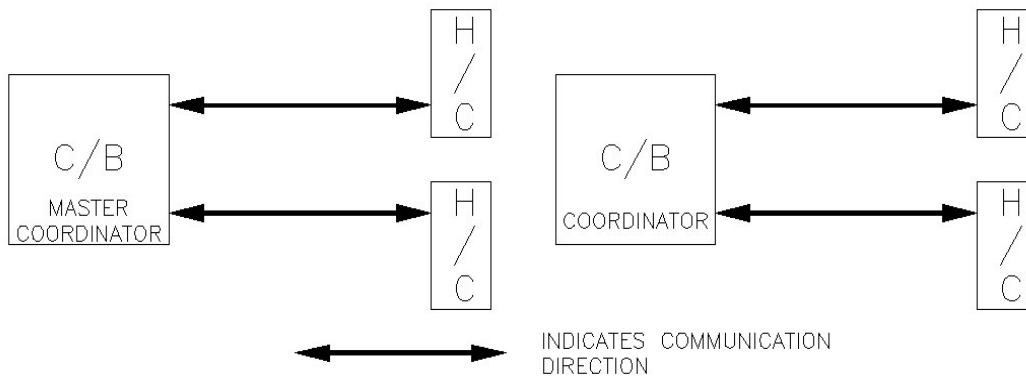 H/C
H/C
C/B
MASTER
COORDINATOR
H/C
C/B
COORDINATOR
H/C
INDICATES COMMUNICATION
DIRECTION